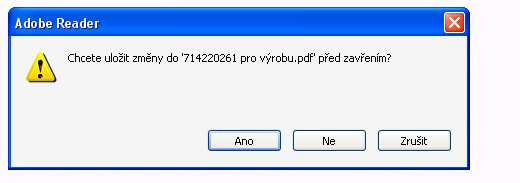 Adobe Reader
Chcete uložit změny do '714220261 pro výrobu.pdf' před zavřením?
Ano
Ne
Zrušit